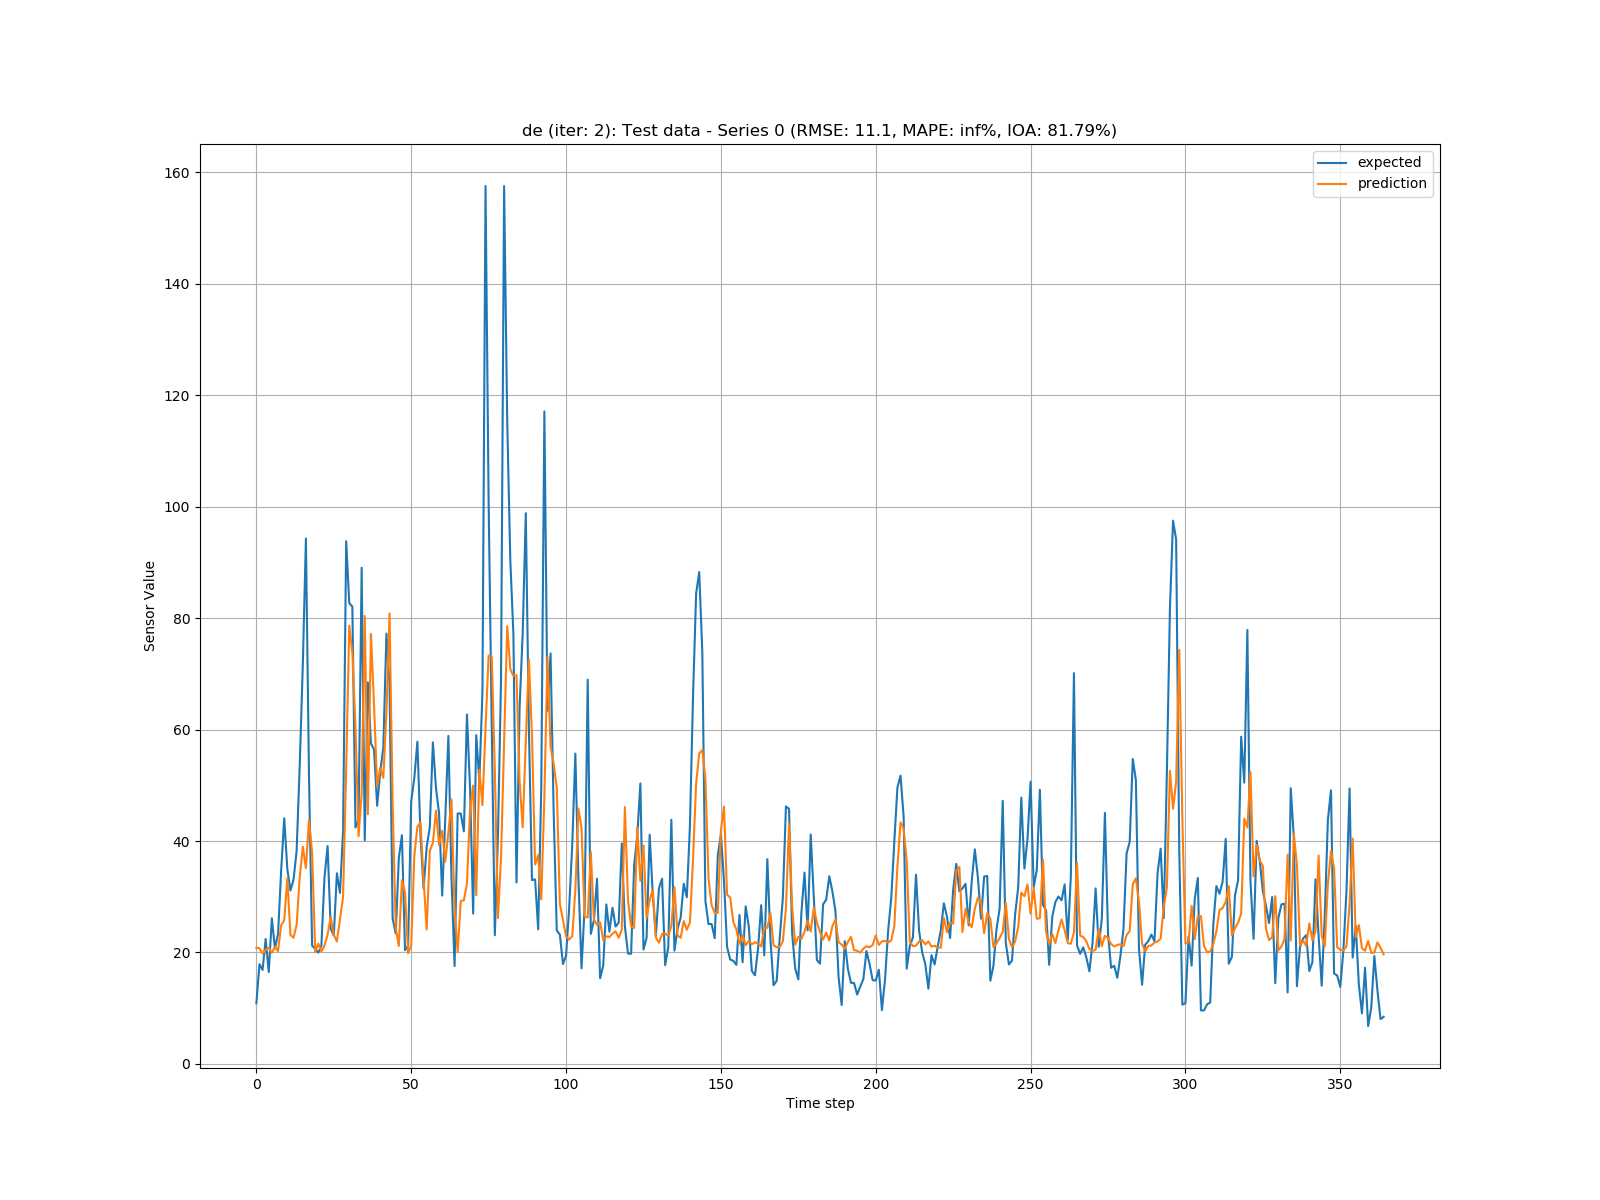 de (iter: 2): Test data - Series 0 (RMSE: 11.1, MAPE: inf%, IOA: 81.79%)
expected
prediction
160
140
120
100
80
60
40
20
0
Sensor Value
0 50 100 150 200 250 300 350
Time step